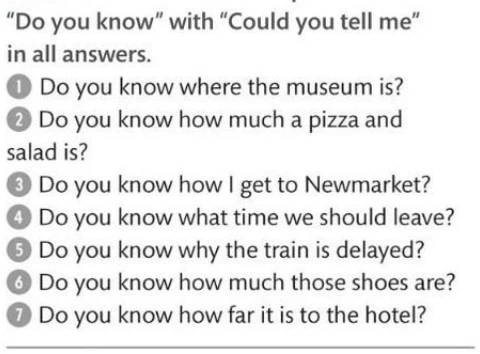 “Do you know” with “Could you tell me”
in all answers.
1 Do you know where the museum is?
2 Do you know how much a pizza and
salad is?
3 Do you know how I get to Newmarket?
4 Do you know what time we should leave?
5 Do you know why the train is delayed?
6 Do you know how much those shoes are?
7 Do you know how far it is to the hotel?